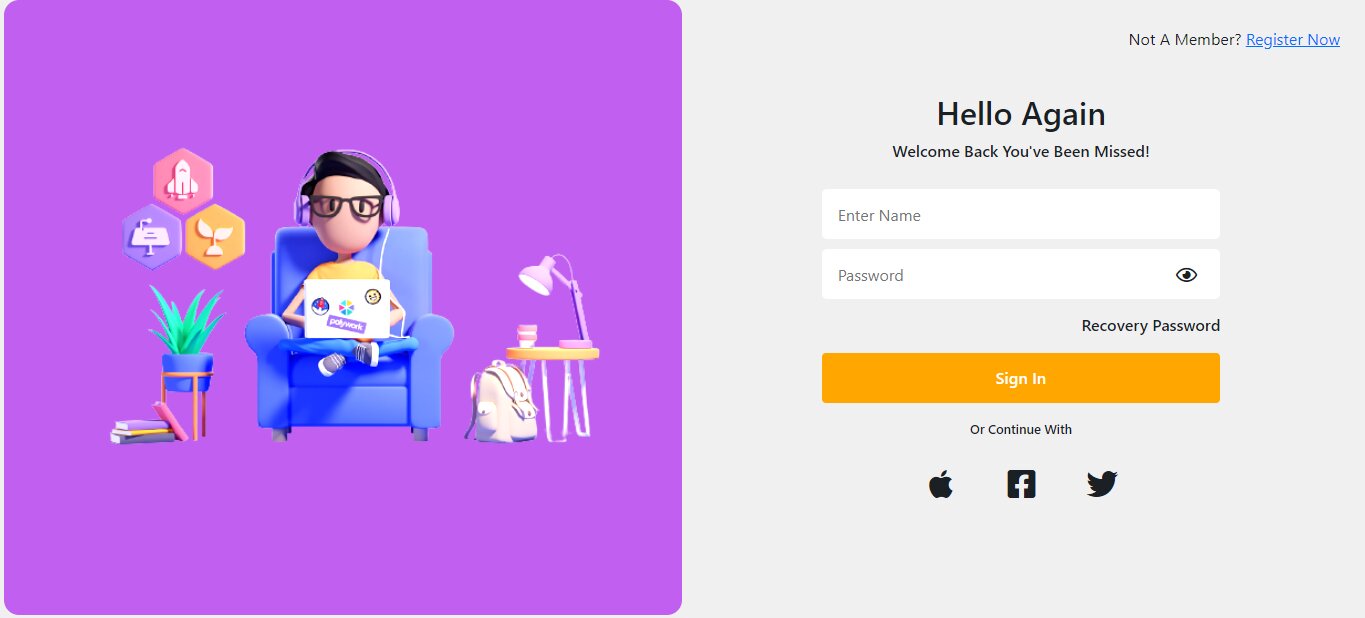 Not A Member? Register Now
Hello Again
Welcome Back You've Been Missed!
Enter Name
Password
Recovery Password
Sign In
Or Continue With
polywork